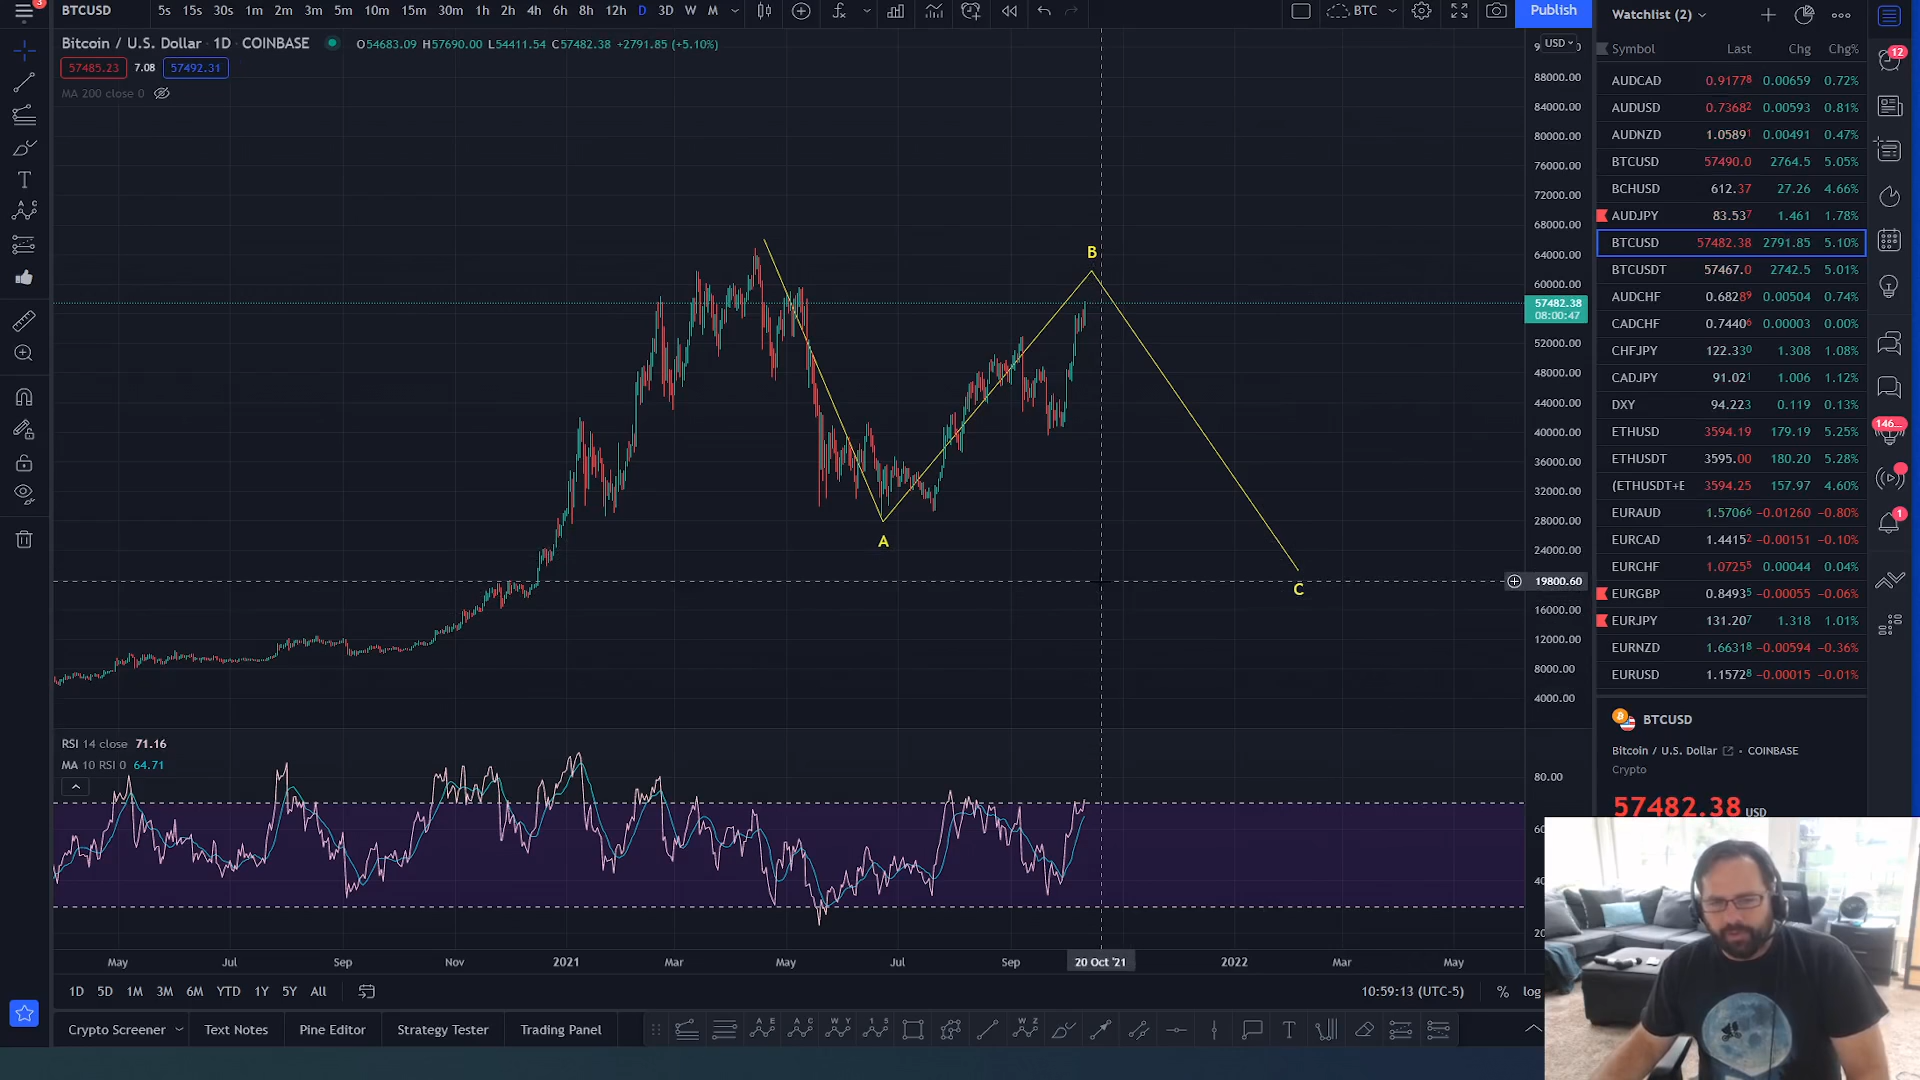 3
BTCUSD 5s 15s 30s 1m 2m 3m 5m 10m 15m 30m 1h 2h 4h 6h 8h 12h D 3D W M BTC Publish
Bitcoin / U.S. Dollar · 1D · COINBASE O54683.09 H57690.00 L54411.54 C57482.38 +2791.85 (+5.10%)
57485.23 7.08 57492.31
MA 200 close 0
USD
88000.00
84000.00
80000.00
76000.00
72000.00
68000.00
64000.00
60000.00
57482.38
08:00:47
52000.00
48000.00
44000.00
40000.00
36000.00
32000.00
28000.00
24000.00
19800.60
16000.00
12000.00
8000.00
4000.00
B
A
C
RSI 14 close 71.16
MA 10 RSI 0 64.71
80.00
May Jul Sep Nov 2021 Mar May Jul Sep 20 Oct '21 2022 Mar May
1D 5D 1M 3M 6M YTD 1Y 5Y All 10:59:13 (UTC-5) % log
Crypto Screener Text Notes Pine Editor Strategy Tester Trading Panel
Watchlist (2)
Symbol Last Chg Chg%
AUDCAD 0.91778 0.00659 0.72%
AUDUSD 0.73682 0.00593 0.81%
AUDNZD 1.05891 0.00491 0.47%
BTCUSD 57490.0 2764.5 5.05%
BCHUSD 612.37 27.26 4.66%
AUDJPY 83.537 1.461 1.78%
BTCUSD 57482.38 2791.85 5.10%
BTCUSDT 57467.0 2742.5 5.01%
AUDCHF 0.68289 0.00504 0.74%
CADCHF 0.74406 0.00003 0.00%
CHFJPY 122.330 1.308 1.08%
CADJPY 91.021 1.006 1.12%
DXY 94.223 0.119 0.13%
ETHUSD 3594.19 179.19 5.25%
ETHUSDT 3595.00 180.20 5.28%
(ETHUSDT+E 3594.25 157.97 4.60%
EURAUD 1.57066 -0.01260 -0.80%
EURCAD 1.44152 -0.00151 -0.10%
EURCHF 1.07255 0.00044 0.04%
EURGBP 0.84935 -0.00055 -0.06%
EURJPY 131.207 1.318 1.01%
EURNZD 1.66318 -0.00594 -0.36%
EURUSD 1.15728 -0.00015 -0.01%
BTCUSD
Bitcoin / U.S. Dollar · COINBASE
Crypto
57482.38 USD
12
146...
1